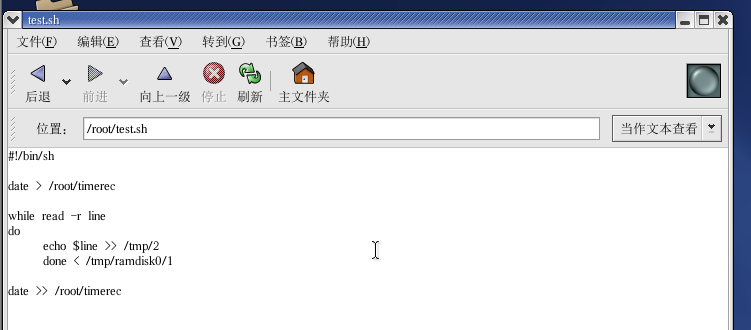 test.sh
文件(F) 编辑(E) 查看(V) 转到(G) 书签(B) 帮助(H)
后退 前进 向上一级 停止 刷新 主文件夹
位置: /root/test.sh 当作文本查看
#!/bin/sh
date > /root/timerec
while read -r line
do
echo $line >> /tmp/2
done < /tmp/ramdisk0/1
date >> /root/timerec